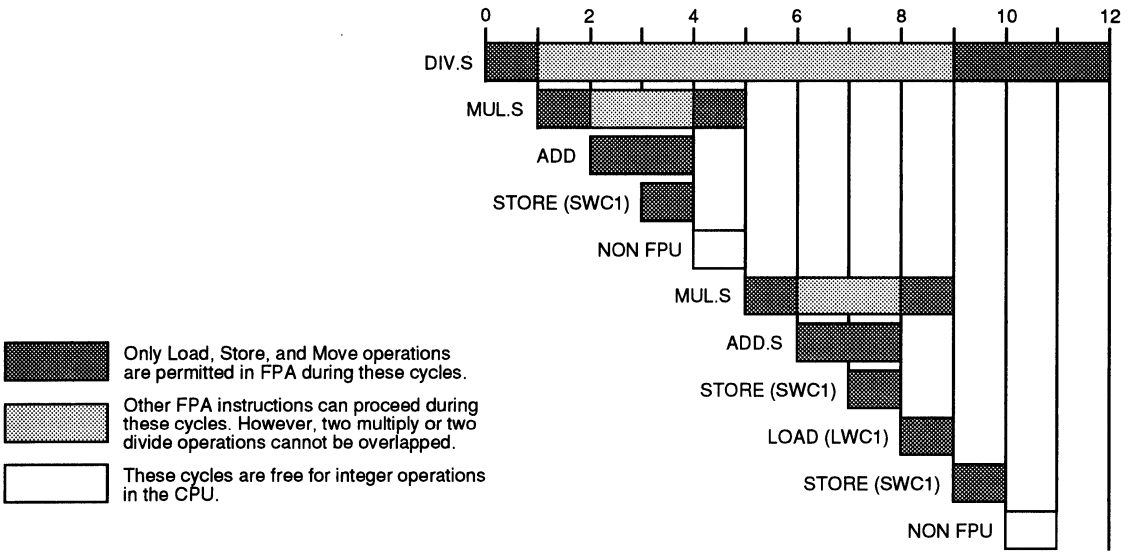 0 2 4 6 8 10 12
DIV.S
MUL.S
ADD
STORE (SWC1)
NON FPU
MUL.S
ADD.S
STORE (SWC1)
LOAD (LWC1)
STORE (SWC1)
NON FPU
Only Load, Store, and Move operations
are permitted in FPA during these cycles.
Other FPA instructions can proceed during
these cycles. However, two multiply or two
divide operations cannot be overlapped.
These cycles are free for integer operations
in the CPU.